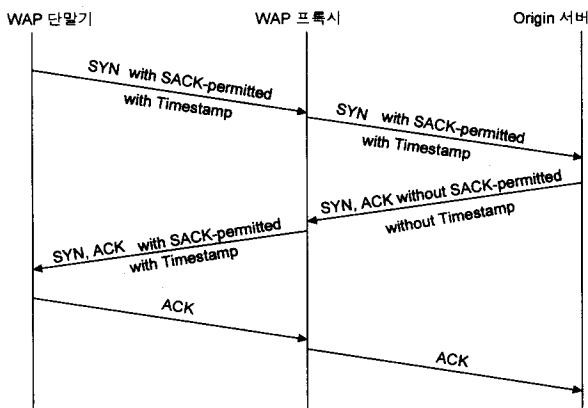 WAP 단말기
WAP 프록시
Origin 서버
SYN with SACK-permitted
with Timestamp
SYN with SACK-permitted
with Timestamp
SYN, ACK without SACK-permitted
without Timestamp
SYN, ACK with SACK-permitted
with Timestamp
ACK
ACK